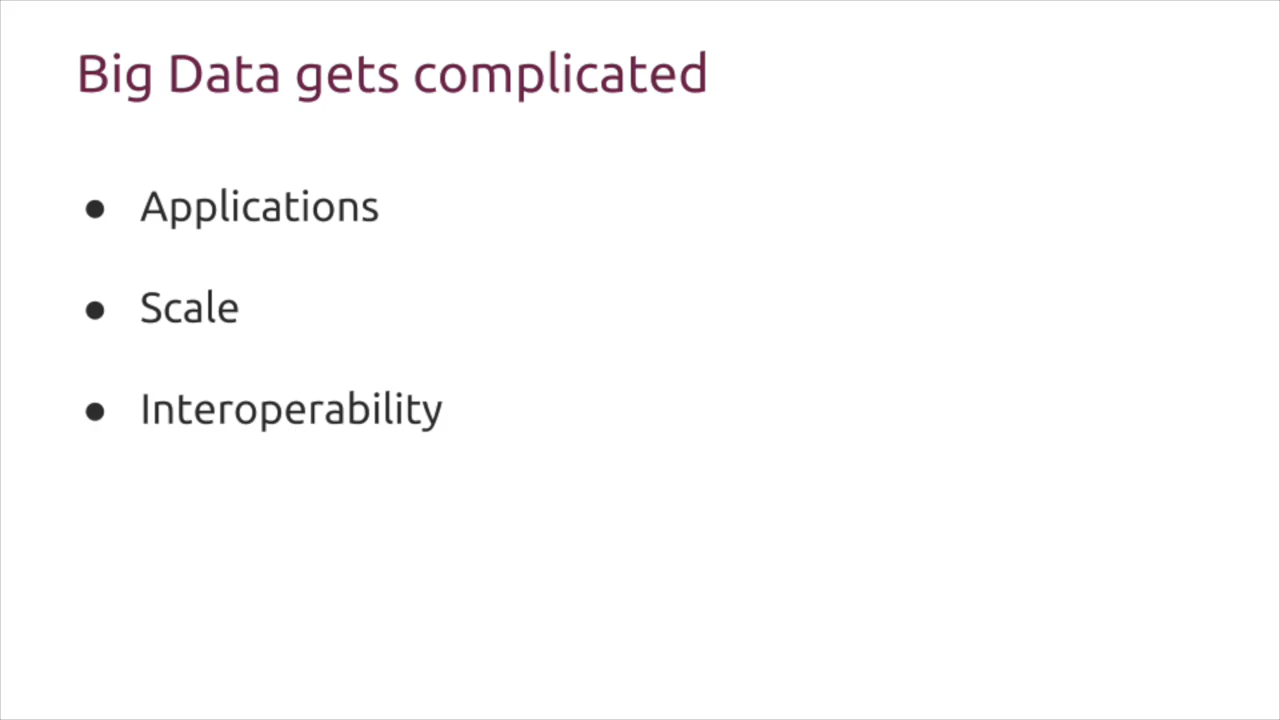 Big Data gets complicated
● Applications
● Scale
● Interoperability